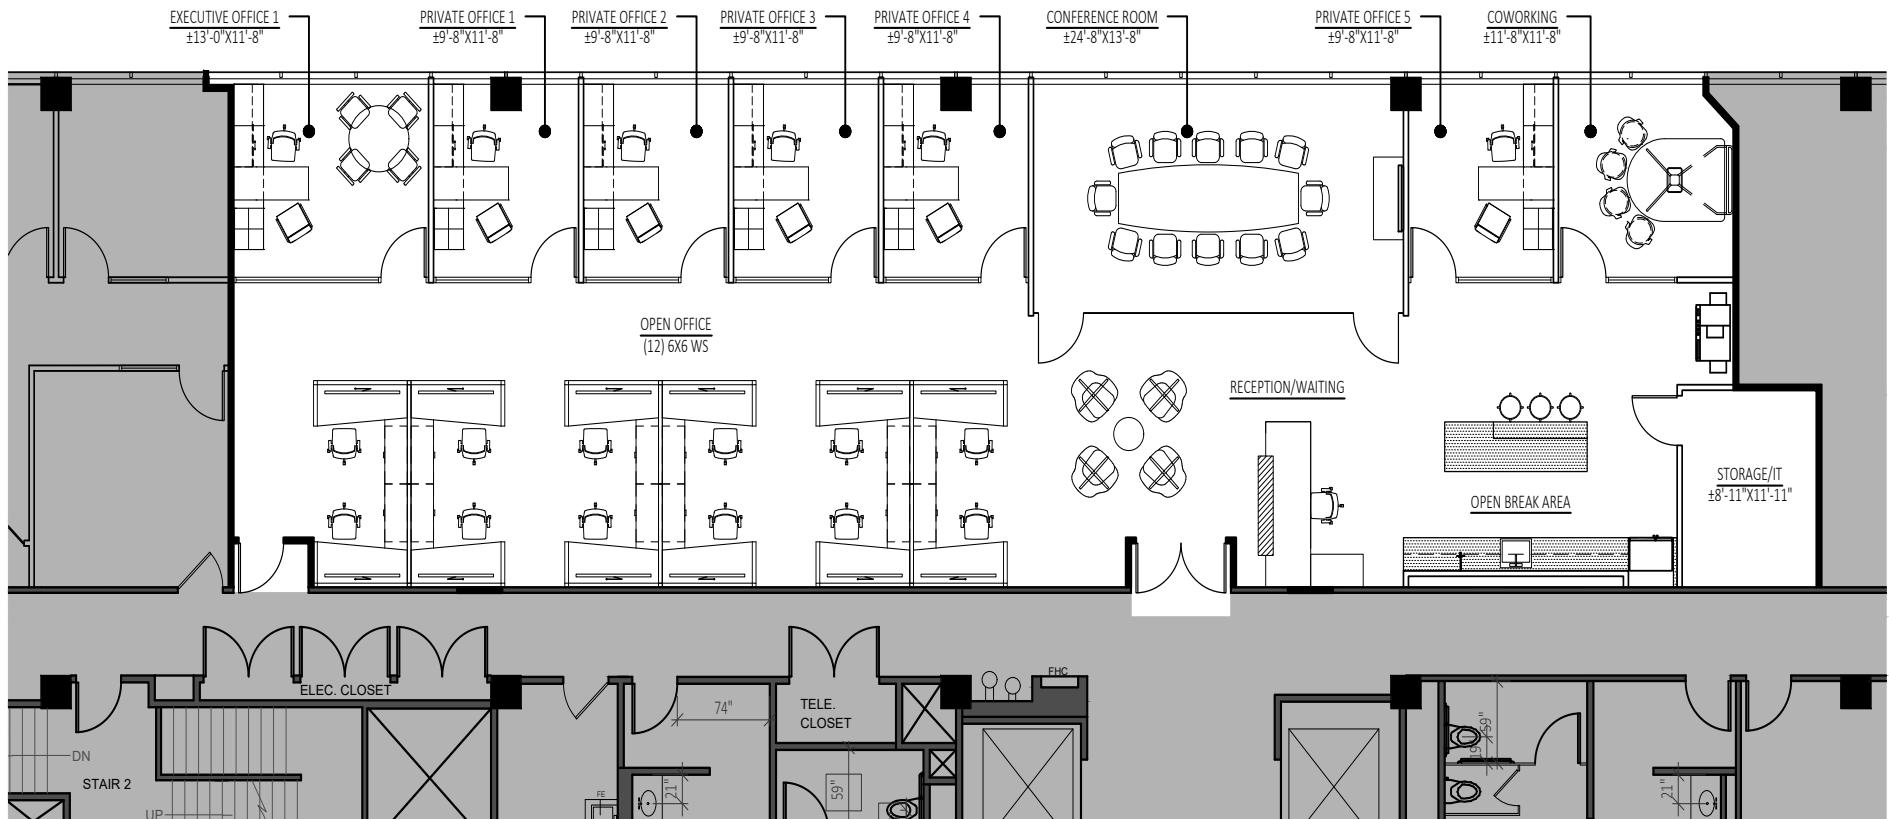 EXECUTIVE OFFICE 1
±13'-0"X11'-8"
PRIVATE OFFICE 1
±9'-8"X11'-8"
PRIVATE OFFICE 2
±9'-8"X11'-8"
PRIVATE OFFICE 3
±9'-8"X11'-8"
PRIVATE OFFICE 4
±9'-8"X11'-8"
CONFERENCE ROOM
±24'-8"X13'-8"
PRIVATE OFFICE 5
±9'-8"X11'-8"
COWORKING
±11'-8"X11'-8"
OPEN OFFICE
(12) 6X6 WS
RECEPTION/WAITING
STORAGE/IT
±8'-11"X11'-11"
OPEN BREAK AREA
ELEC. CLOSET
TELE.
CLOSET
FHC
74"
59"
19"
DN
STAIR 2
UP
FE
21"
59"
21"